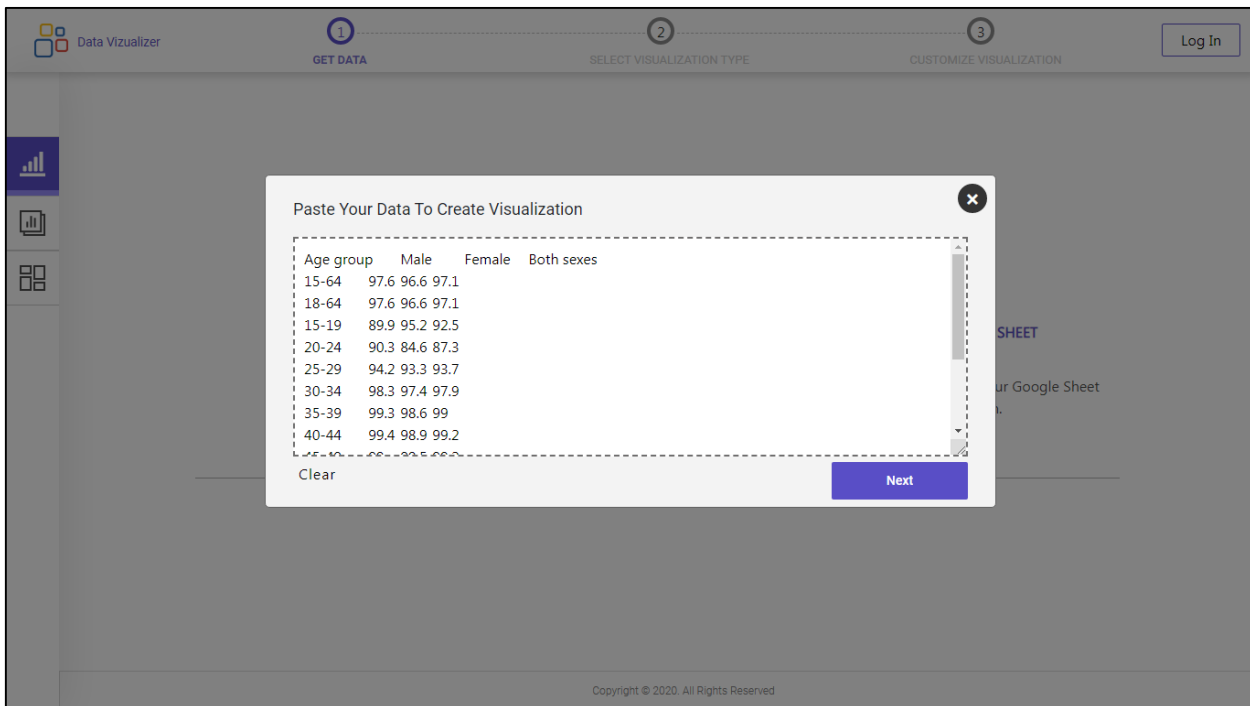 Data Vizualizer
1
GET DATA
2
SELECT VISUALIZATION TYPE
3
CUSTOMIZE VISUALIZATION
Log In
Paste Your Data To Create Visualization
Age group Male Female Both sexes
15-64 97.6 96.6 97.1
18-64 97.6 96.6 97.1
15-19 89.9 95.2 92.5
20-24 90.3 84.6 87.3
25-29 94.2 93.3 93.7
30-34 98.3 97.4 97.9
35-39 99.3 98.6 99
40-44 99.4 98.9 99.2
Clear
Next
SHEET
ur Google Sheet
Copyright © 2020. All Rights Reserved